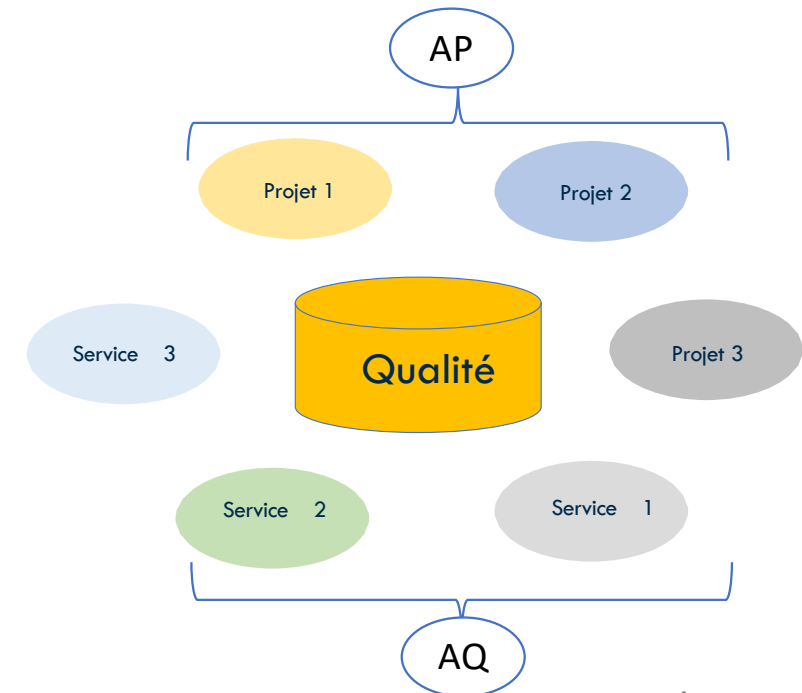 AP
Projet 1
Projet 2
Service 3
Qualité
Projet 3
Service 2
Service 1
AQ